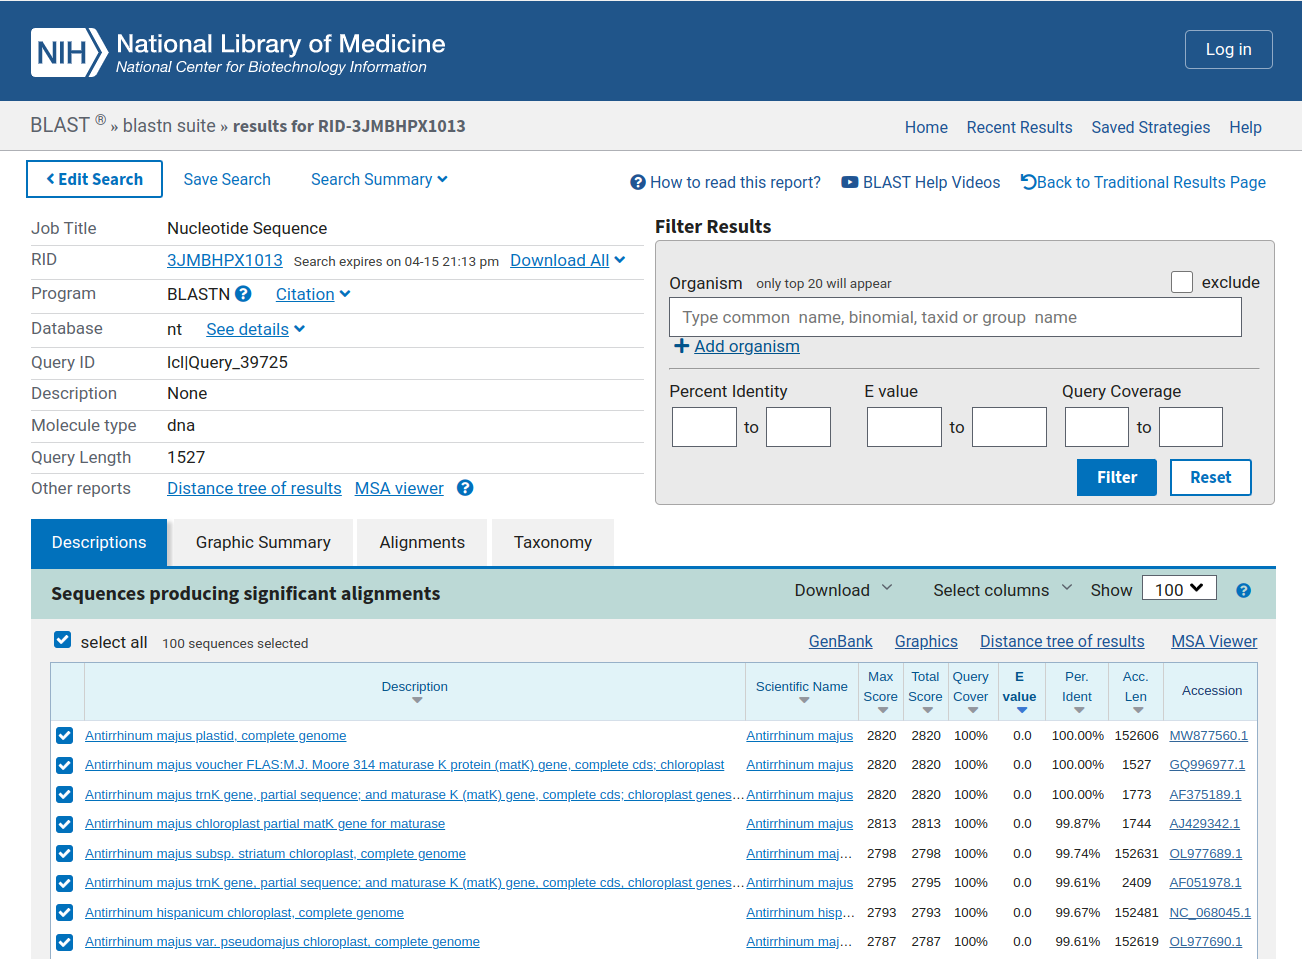 NIH National Library of Medicine
National Center for Biotechnology Information
Log in
BLAST ® » blastn suite » results for RID-3JMBHPX1013
Home Recent Results Saved Strategies Help
Edit Search Save Search Search Summary
How to read this report? BLAST Help Videos Back to Traditional Results Page
Job Title Nucleotide Sequence
RID 3JMBHPX1013 Search expires on 04-15 21:13 pm Download All
Program BLASTN Citation
Database nt See details
Query ID lcl|Query_39725
Description None
Molecule type dna
Query Length 1527
Other reports Distance tree of results MSA viewer
Filter Results
Organism only top 20 will appear exclude
Type common name, binomial, taxid or group name
Add organism
Percent Identity E value Query Coverage
to to to
Filter Reset
Descriptions Graphic Summary Alignments Taxonomy
Sequences producing significant alignments Download Select columns Show 100
select all 100 sequences selected GenBank Graphics Distance tree of results MSA Viewer
Description Scientific Name Max Score Total Score Query Cover E value Per. Ident Acc. Len Accession
Antirrhinum majus plastid, complete genome Antirrhinum majus 2820 2820 100% 0.0 100.00% 152606 MW877560.1
Antirrhinum majus voucher FLAS:M.J. Moore 314 maturase K protein (matK) gene, complete cds; chloroplast Antirrhinum majus 2820 2820 100% 0.0 100.00% 1527 GQ996977.1
Antirrhinum majus trnK gene, partial sequence; and maturase K (matK) gene, complete cds; chloroplast genes... Antirrhinum majus 2820 2820 100% 0.0 100.00% 1773 AF375189.1
Antirrhinum majus chloroplast partial matK gene for maturase Antirrhinum majus 2813 2813 100% 0.0 99.87% 1744 AJ429342.1
Antirrhinum majus subsp. striatum chloroplast, complete genome Antirrhinum maj... 2798 2798 100% 0.0 99.74% 152631 OL977689.1
Antirrhinum majus trnK gene, partial sequence; and maturase K (matK) gene, complete cds, chloroplast genes... Antirrhinum majus 2795 2795 100% 0.0 99.61% 2409 AF051978.1
Antirrhinum hispanicum chloroplast, complete genome Antirrhinum hisp... 2793 2793 100% 0.0 99.67% 152481 NC_068045.1
Antirrhinum majus var. pseudomajus chloroplast, complete genome Antirrhinum maj... 2787 2787 100% 0.0 99.61% 152619 OL977690.1